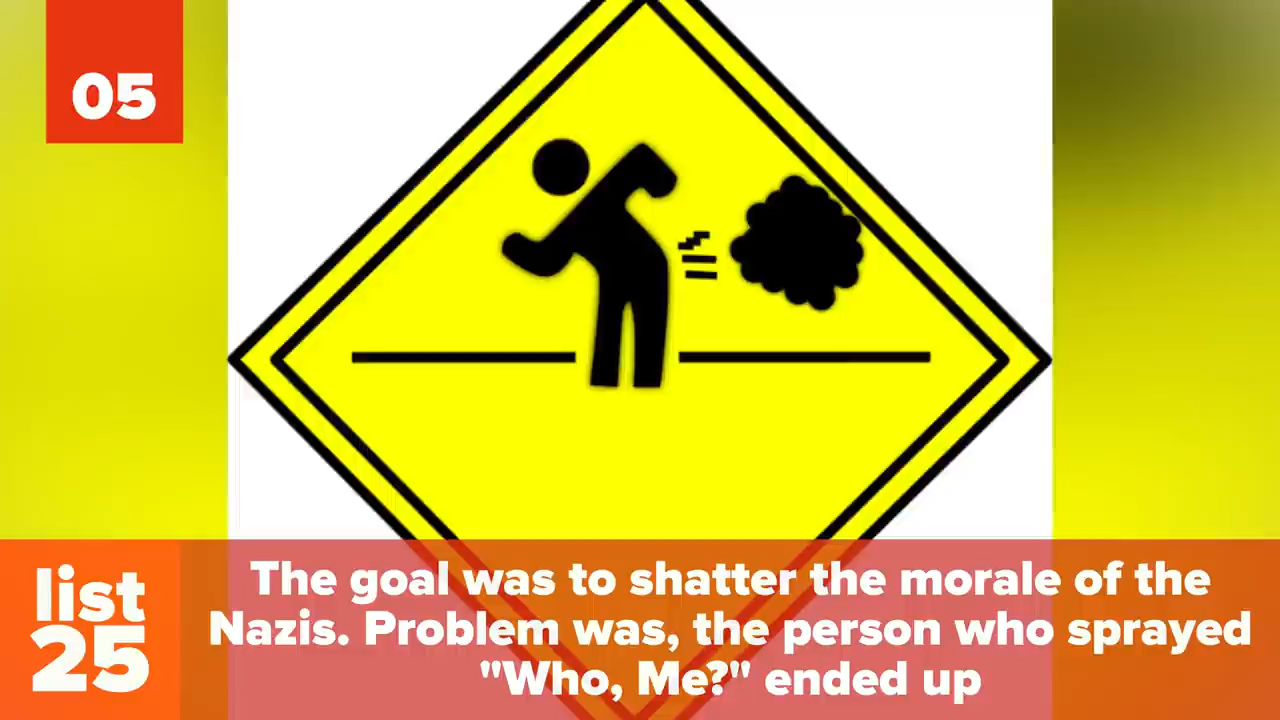 05
list
25
The goal was to shatter the morale of the
Nazis. Problem was, the person who sprayed
"Who, Me?" ended up